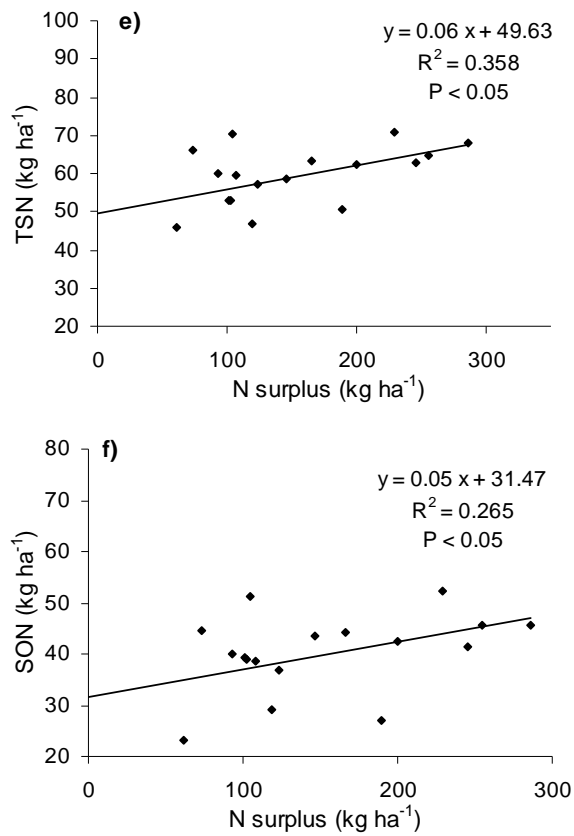 e)
y = 0.06 x + 49.63
R² = 0.358
P < 0.05
100
90
80
70
60
50
40
30
20
TSN (kg ha⁻¹)
0 100 200 300
N surplus (kg ha⁻¹)
f)
y = 0.05 x + 31.47
R² = 0.265
P < 0.05
80
70
60
50
40
30
20
SON (kg ha⁻¹)
0 100 200 300
N surplus (kg ha⁻¹)